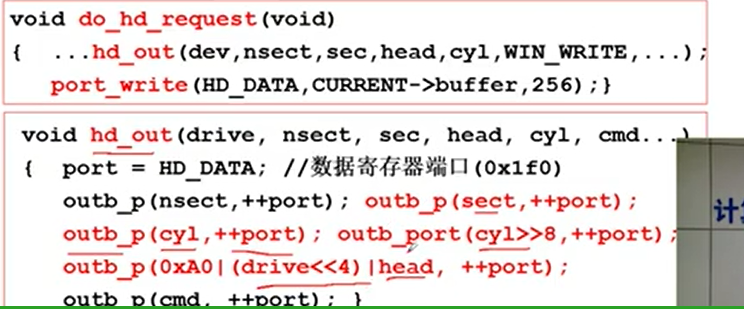 void do_hd_request(void)
{ ...hd_out(dev,nsect,sec,head,cyl,WIN_WRITE,...);
port_write(HD_DATA,CURRENT->buffer,256);}
void hd_out(drive, nsect, sec, head, cyl, cmd...)
{ port = HD_DATA; //数据寄存器端口(0x1f0)
outb_p(nsect,++port); outb_p(sect,++port);
outb_p(cyl,++port); outb_port(cyl>>8,++port);
outb_p(0xA0|(drive<<4)|head, ++port);
outb_p(cmd, ++port); }